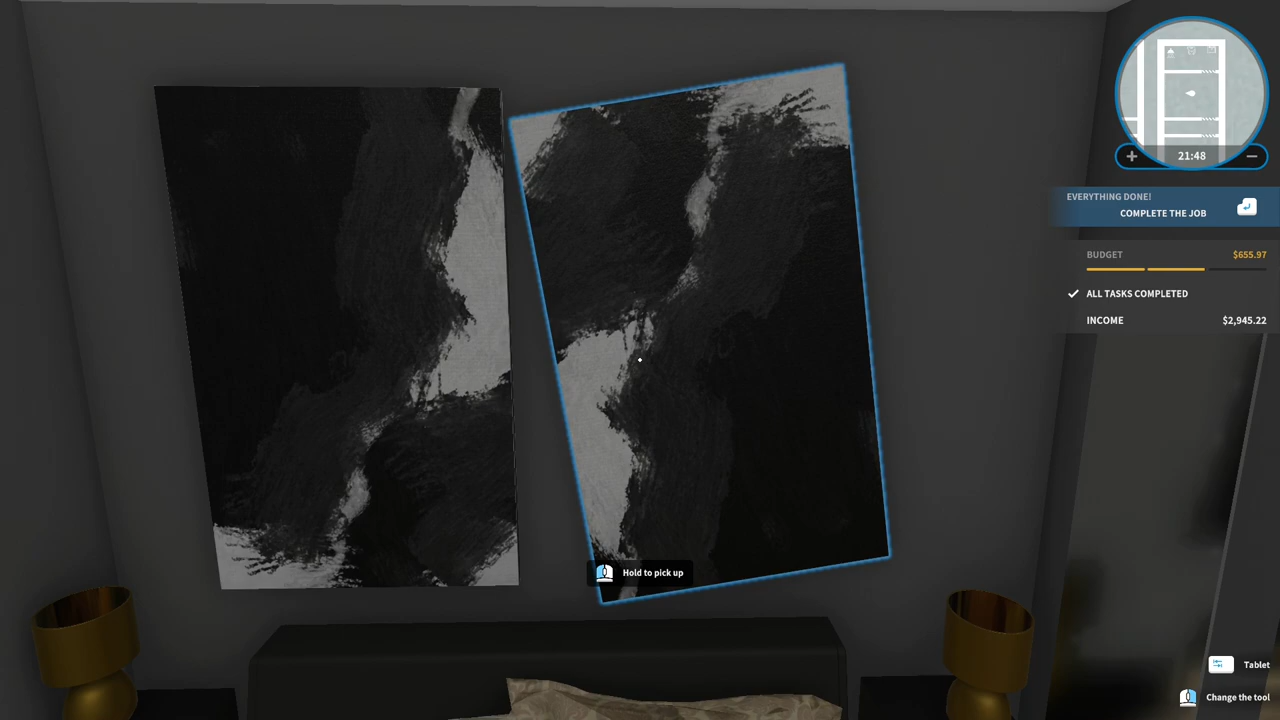 21:48
EVERYTHING DONE!
COMPLETE THE JOB
BUDGET $655.97
ALL TASKS COMPLETED
INCOME $2,945.22
Hold to pick up
Tablet
Change the tool